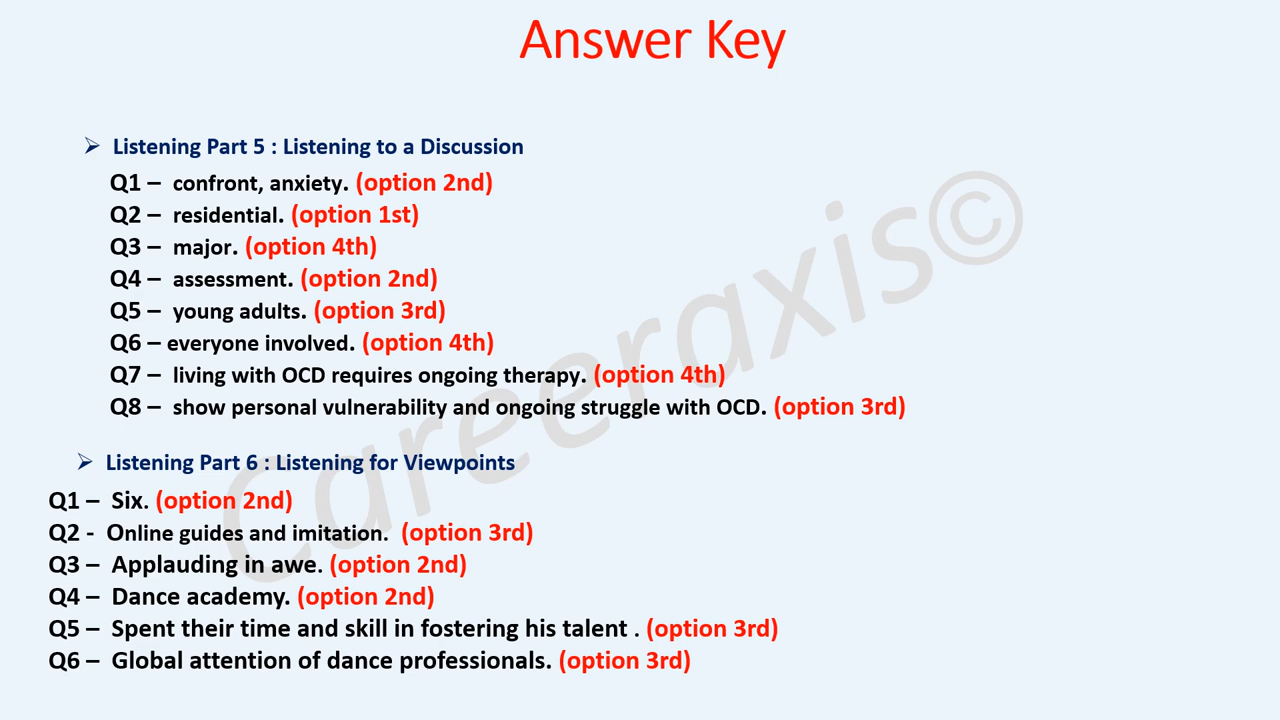 Answer Key
➢ Listening Part 5 : Listening to a Discussion
Q1 – confront, anxiety. (option 2nd)
Q2 – residential. (option 1st)
Q3 – major. (option 4th)
Q4 – assessment. (option 2nd)
Q5 – young adults. (option 3rd)
Q6 – everyone involved. (option 4th)
Q7 – living with OCD requires ongoing therapy. (option 4th)
Q8 – show personal vulnerability and ongoing struggle with OCD. (option 3rd)
➢ Listening Part 6 : Listening for Viewpoints
Q1 – Six. (option 2nd)
Q2 - Online guides and imitation. (option 3rd)
Q3 – Applauding in awe. (option 2nd)
Q4 – Dance academy. (option 2nd)
Q5 – Spent their time and skill in fostering his talent . (option 3rd)
Q6 – Global attention of dance professionals. (option 3rd)
Careeraxis©